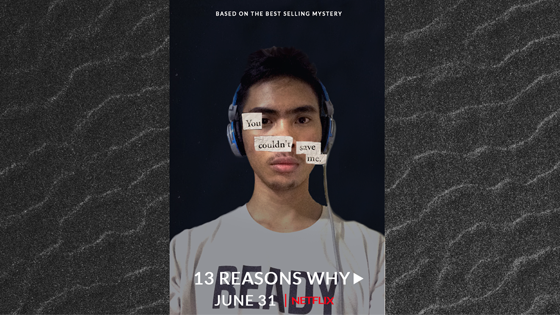 BASED ON THE BEST SELLING MYSTERY
You
couldn't
save
me.
13 REASONS WHY
READY
JUNE 31 | NETFLIX